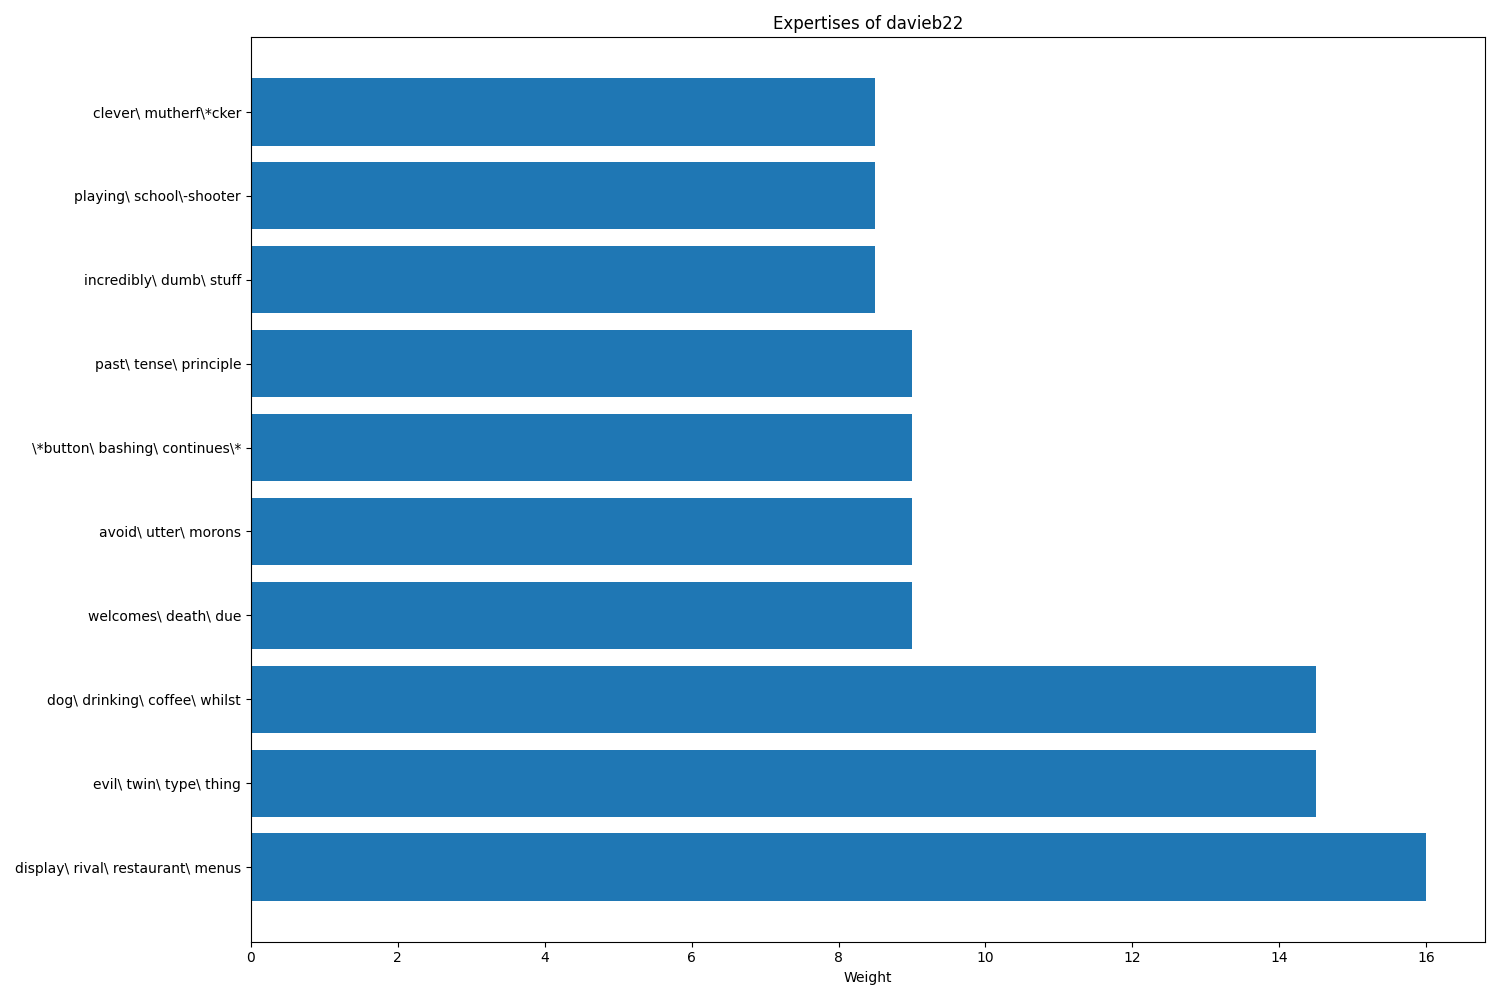 Expertises of davieb22
clever\ mutherf\*cker
playing\ school\-shooter
incredibly\ dumb\ stuff
past\ tense\ principle
\*button\ bashing\ continues\*
avoid\ utter\ morons
welcomes\ death\ due
dog\ drinking\ coffee\ whilst
evil\ twin\ type\ thing
display\ rival\ restaurant\ menus
0 2 4 6 8 10 12 14 16
Weight